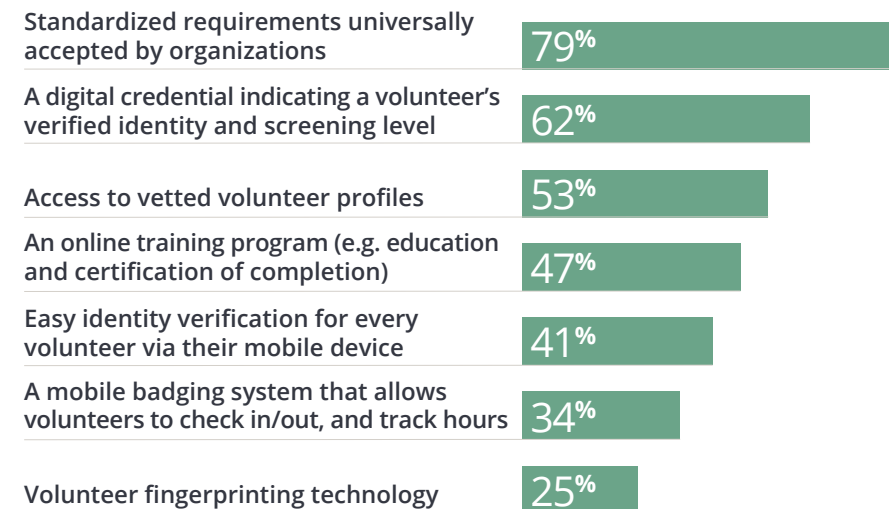 Standardized requirements universally
accepted by organizations
79%
A digital credential indicating a volunteer’s
verified identity and screening level
62%
Access to vetted volunteer profiles
53%
An online training program (e.g. education
and certification of completion)
47%
Easy identity verification for every
volunteer via their mobile device
41%
A mobile badging system that allows
volunteers to check in/out, and track hours
34%
Volunteer fingerprinting technology
25%